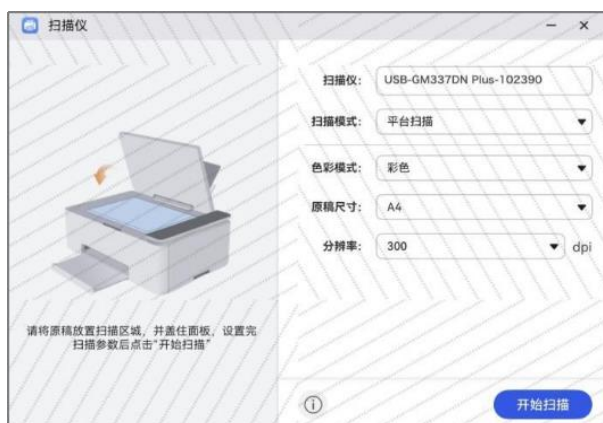 扫描仪
扫描仪: USB-GM337DN Plus-102390
扫描模式: 平台扫描
色彩模式: 彩色
原稿尺寸: A4
分辨率: 300 dpi
请将原稿放置扫描区域，并盖住面板，设置完
扫描参数后点击“开始扫描”
开始扫描